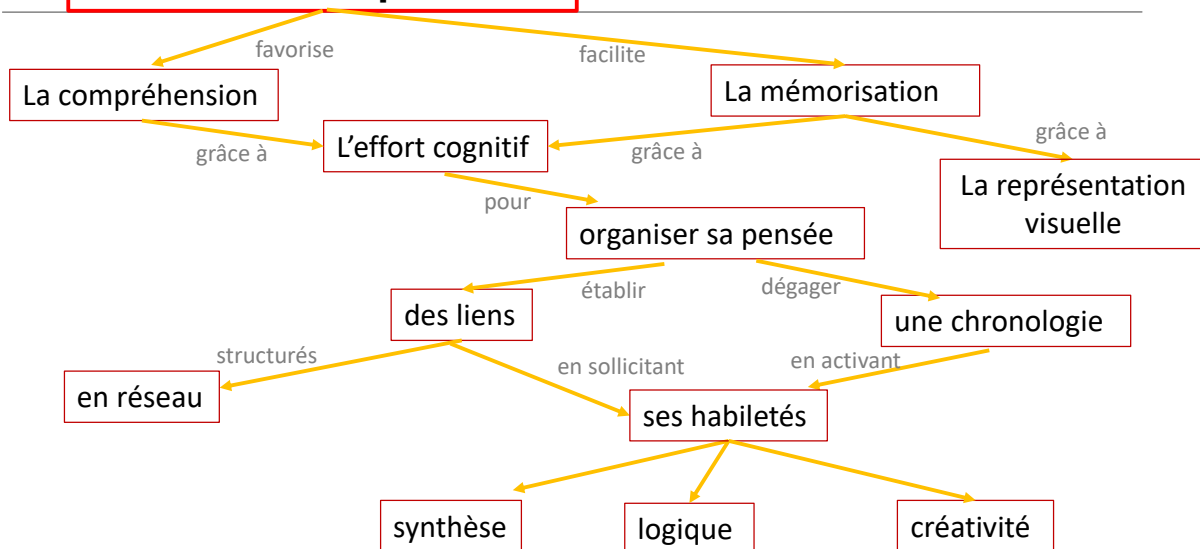 favorise
facilite
La compréhension
La mémorisation
grâce à
L'effort cognitif
grâce à
grâce à
La représentation
visuelle
pour
organiser sa pensée
établir
dégager
des liens
une chronologie
structurés
en sollicitant
en activant
en réseau
ses habiletés
synthèse
logique
créativité